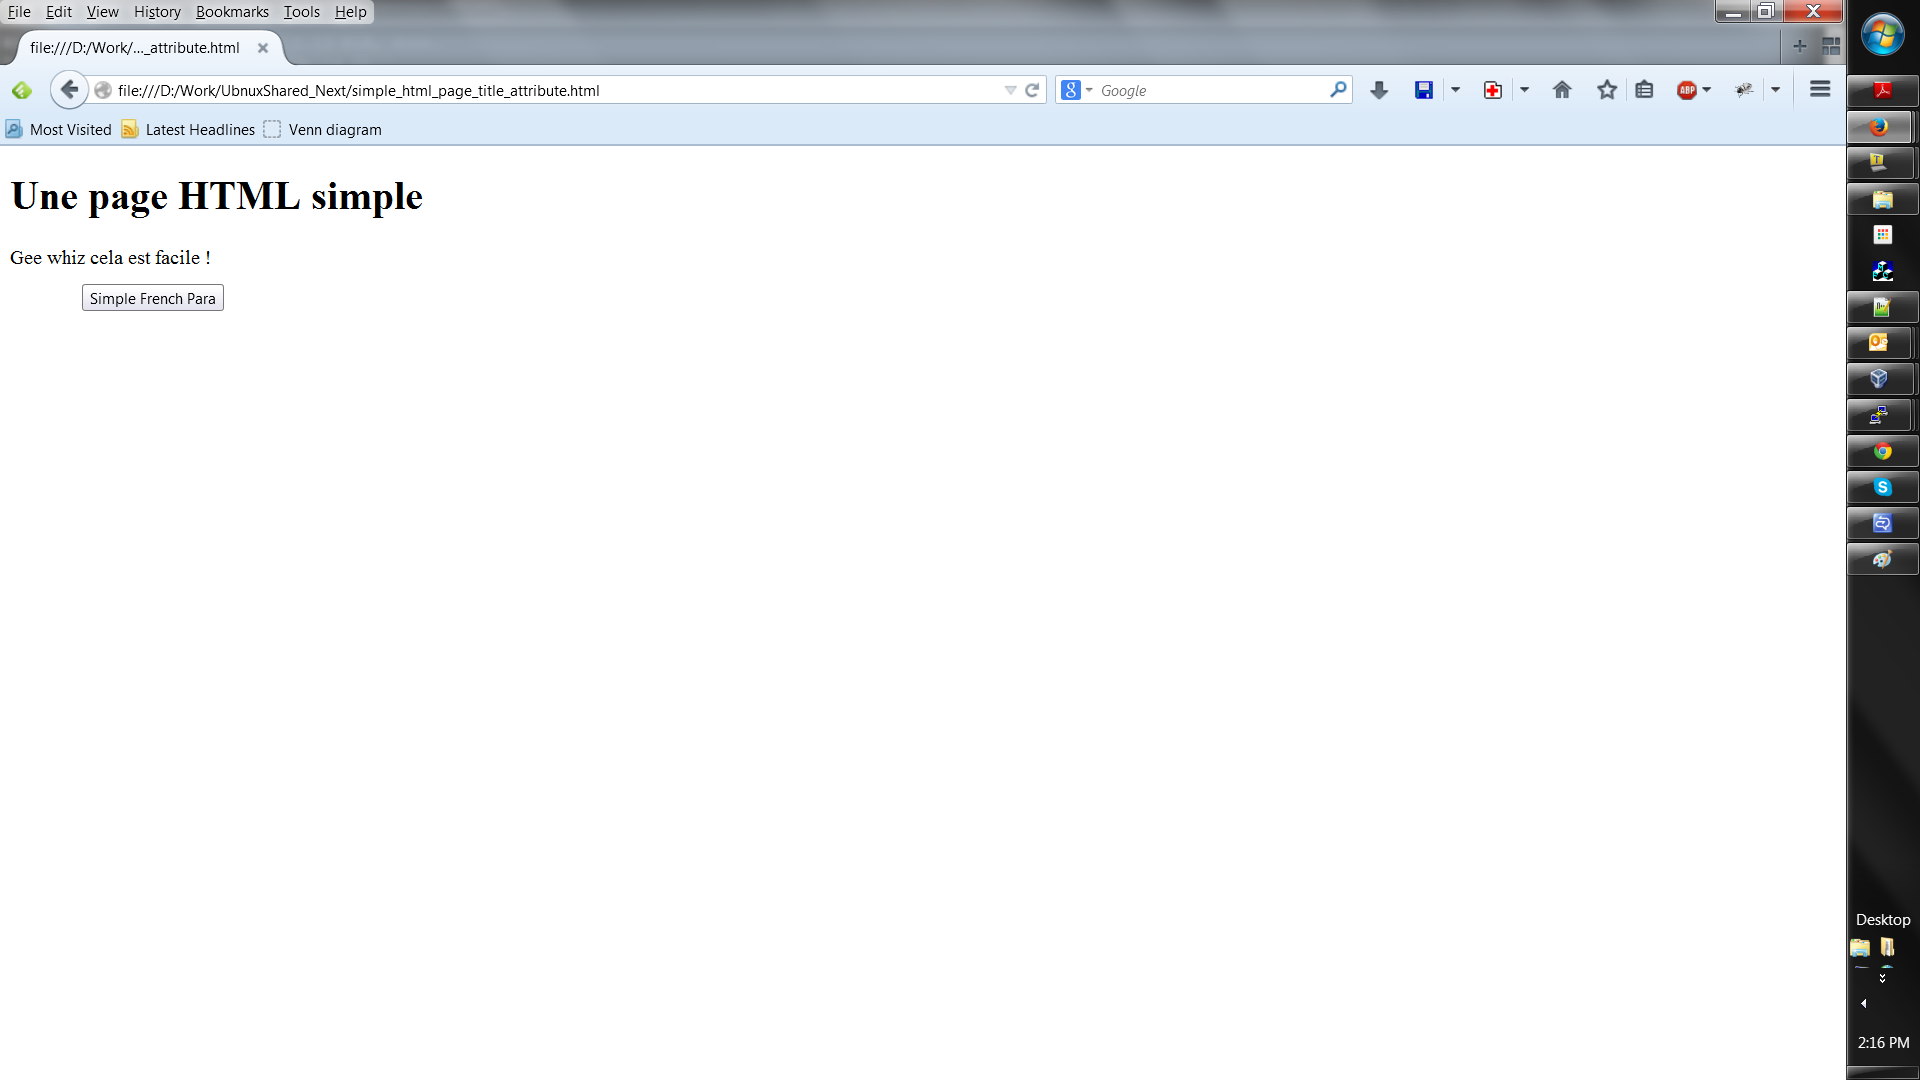 File Edit View History Bookmarks Tools Help
file:///D:/Work/..._attribute.html
file:///D:/Work/UbnuxShared_Next/simple_html_page_title_attribute.html
Google
ABP
Most Visited Latest Headlines Venn diagram
Une page HTML simple
Gee whiz cela est facile !
Simple French Para
Desktop
2:16 PM